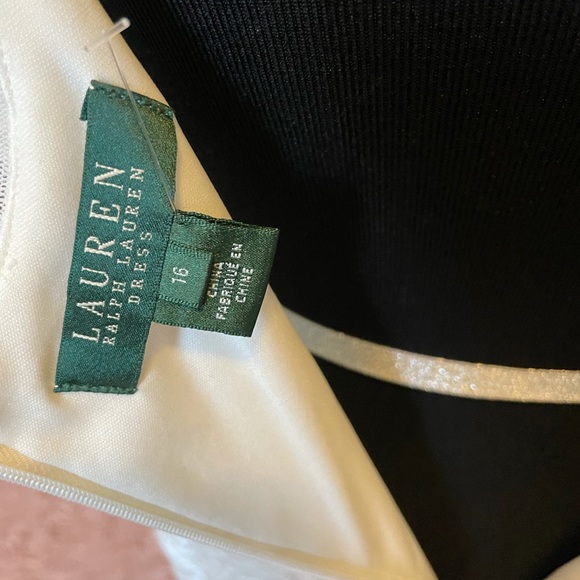 LAUREN
RALPH LAUREN
DRESS
16
CHINA
FABRIQUÉ EN
CHINE